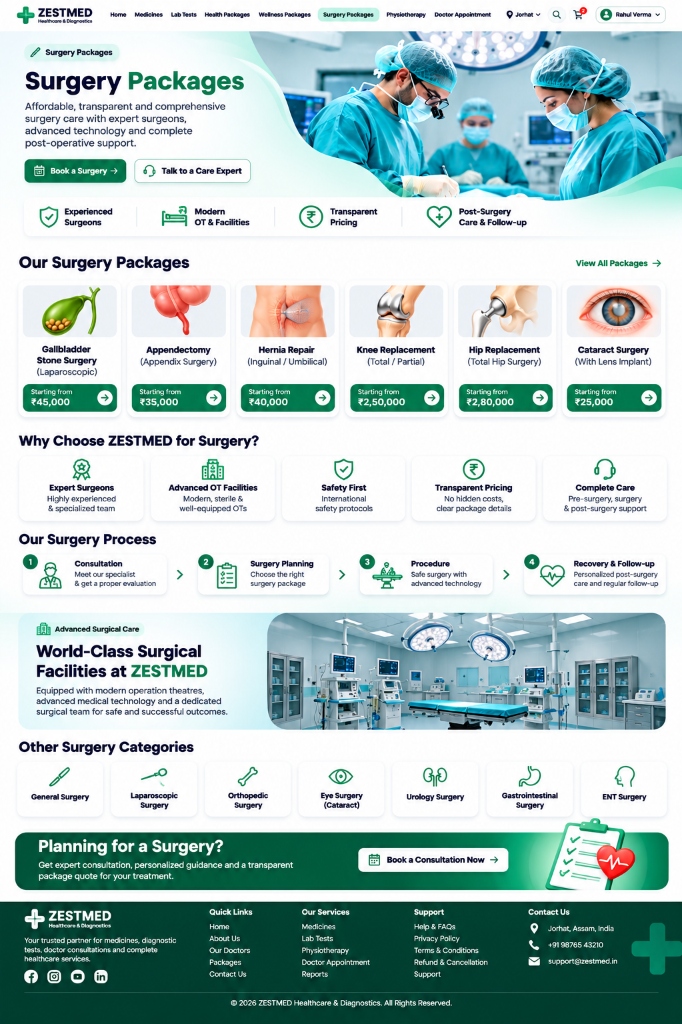 ZESTMED
Healthcare & Diagnostics
Home
Medicines
Lab Tests
Health Packages
Wellness Packages
Surgery Packages
Physiotherapy
Doctor Appointment
Jorhat
2
Rahul Verma
Surgery Packages
Surgery Packages
Affordable, transparent and comprehensive
surgery care with expert surgeons,
advanced technology and complete
post-operative support.
Book a Surgery →
Talk to a Care Expert
Experienced
Surgeons
Modern
OT & Facilities
₹
Transparent
Pricing
Post-Surgery
Care & Follow-up
Our Surgery Packages
View All Packages →
Gallbladder
Stone Surgery
(Laparoscopic)
Starting from
₹45,000
Appendectomy
(Appendix Surgery)
Starting from
₹35,000
Hernia Repair
(Inguinal / Umbilical)
Starting from
₹40,000
Knee Replacement
(Total / Partial)
Starting from
₹2,50,000
Hip Replacement
(Total Hip Surgery)
Starting from
₹2,80,000
Cataract Surgery
(With Lens Implant)
Starting from
₹25,000
Why Choose ZESTMED for Surgery?
Expert Surgeons
Highly experienced
& specialized team
Advanced OT Facilities
Modern, sterile &
well-equipped OTs
Safety First
International
safety protocols
₹
Transparent Pricing
No hidden costs,
clear package details
Complete Care
Pre-surgery, surgery
& post-surgery support
Our Surgery Process
1
Consultation
Meet our specialist
& get a proper evaluation
2
Surgery Planning
Choose the right
surgery package
3
Procedure
Safe surgery with
advanced technology
4
Recovery & Follow-up
Personalized post-surgery
care and regular follow-up
Advanced Surgical Care
World-Class Surgical
Facilities at ZESTMED
Equipped with modern operation theatres,
advanced medical technology and a dedicated
surgical team for safe and successful outcomes.
Other Surgery Categories
General Surgery
Laparoscopic
Surgery
Orthopedic
Surgery
Eye Surgery
(Cataract)
Urology Surgery
Gastrointestinal
Surgery
ENT Surgery
Planning for a Surgery?
Get expert consultation, personalized guidance and a transparent
package quote for your treatment.
Book a Consultation Now →
ZESTMED
Healthcare & Diagnostics
Your trusted partner for medicines, diagnostic
tests, doctor consultations and complete
healthcare services.
Quick Links
Home
About Us
Our Doctors
Packages
Contact Us
Our Services
Medicines
Lab Tests
Physiotherapy
Doctor Appointment
Reports
Support
Help & FAQs
Privacy Policy
Terms & Conditions
Refund & Cancellation
Support
Contact Us
Jorhat, Assam, India
+91 98765 43210
support@zestmed.in
© 2026 ZESTMED Healthcare & Diagnostics. All Rights Reserved.